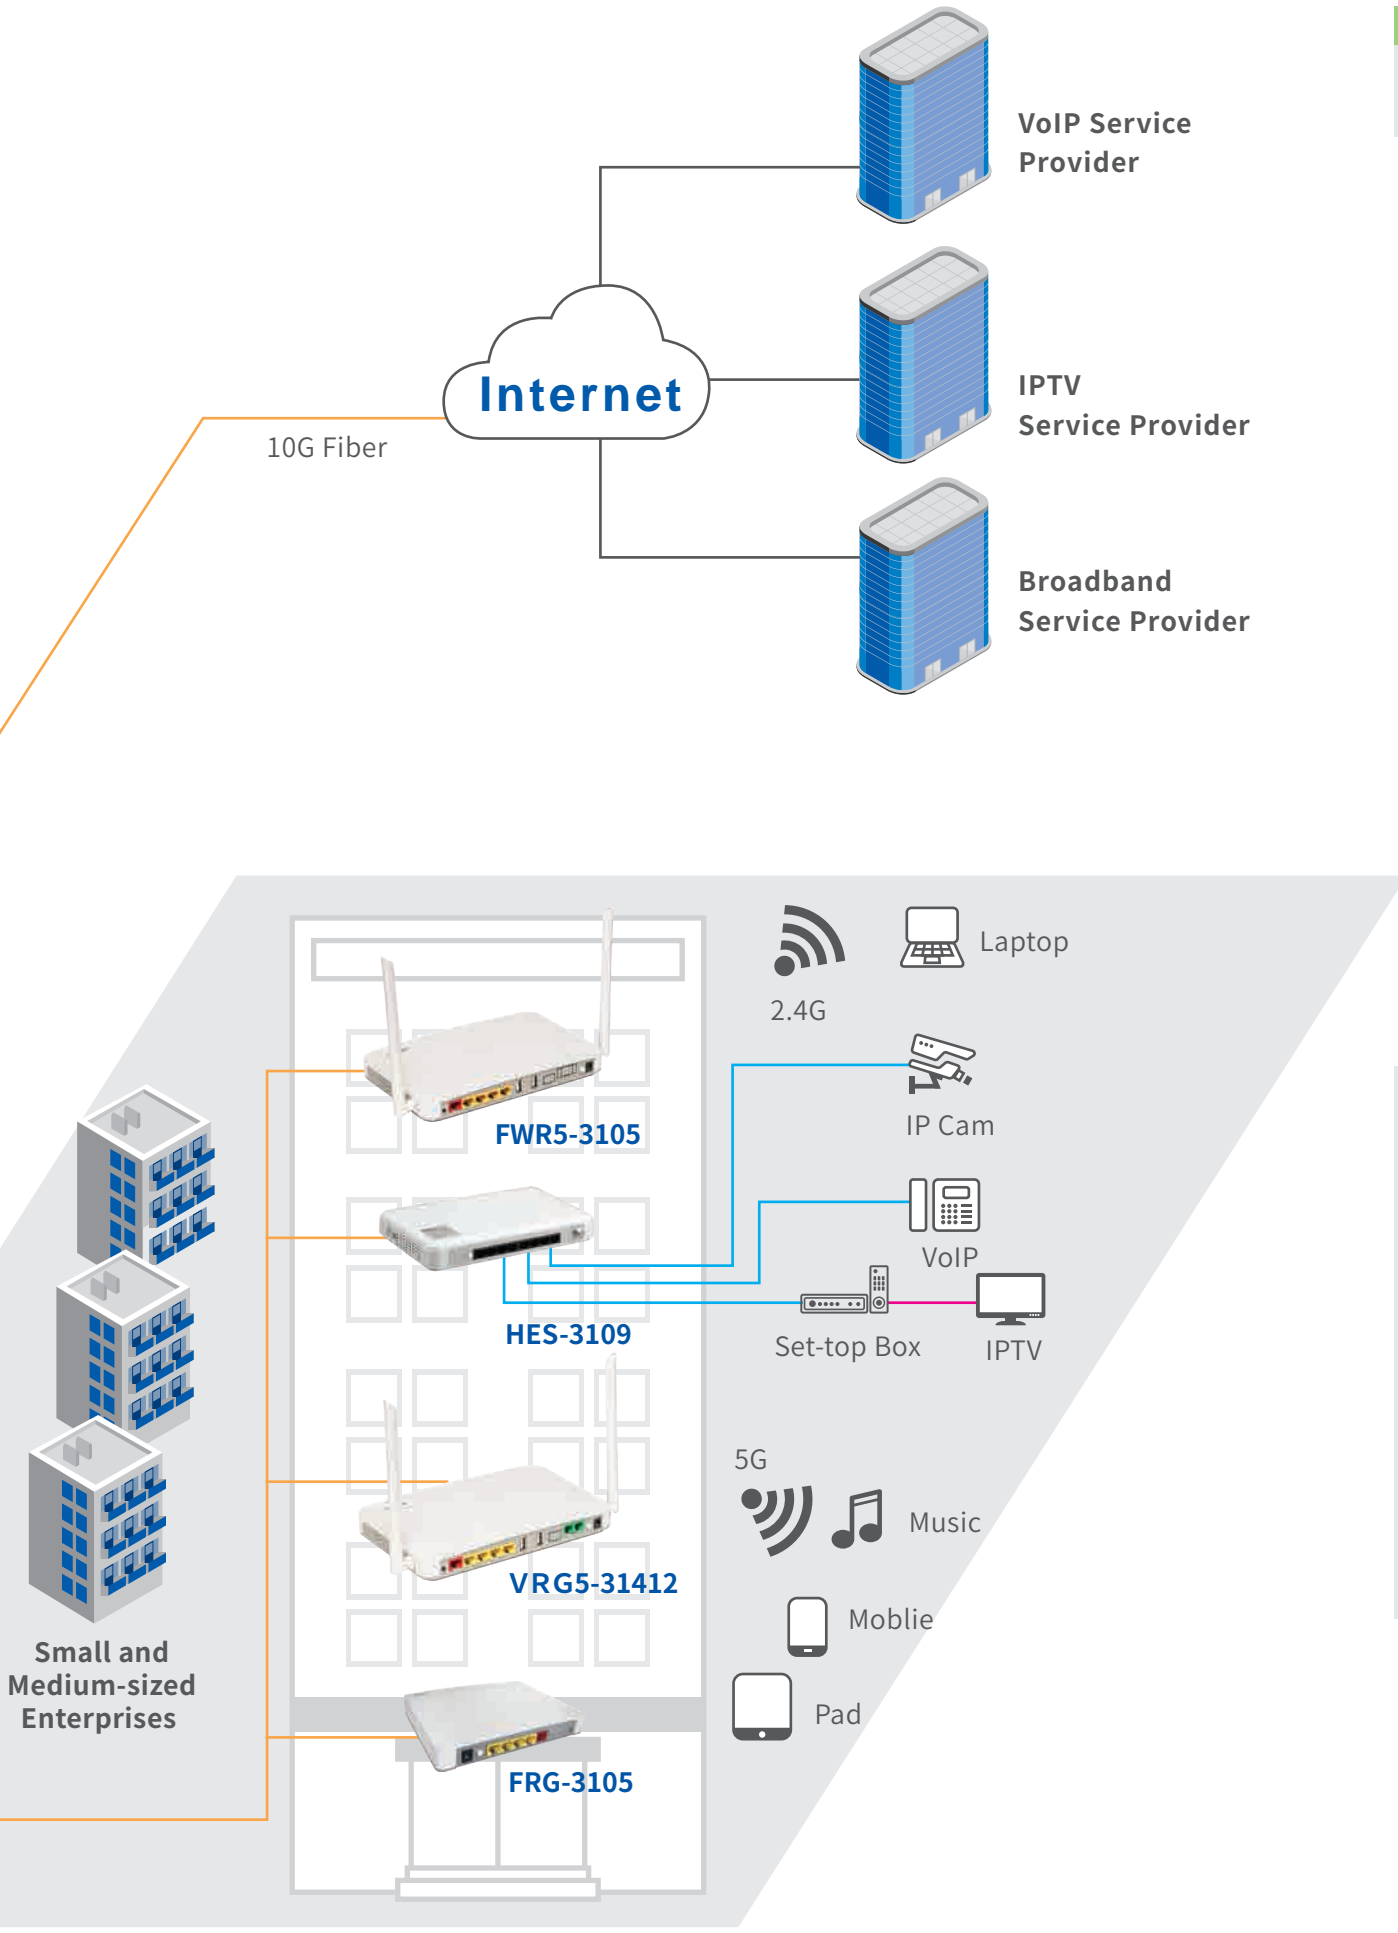 VoIP Service
Provider
Internet
IPTV
Service Provider
10G Fiber
Broadband
Service Provider
Laptop
2.4G
IP Cam
FWR5-3105
VoIP
HES-3109
Set-top Box
IPTV
5G
Music
VRG5-31412
Moblie
Small and
Medium-sized
Enterprises
Pad
FRG-3105